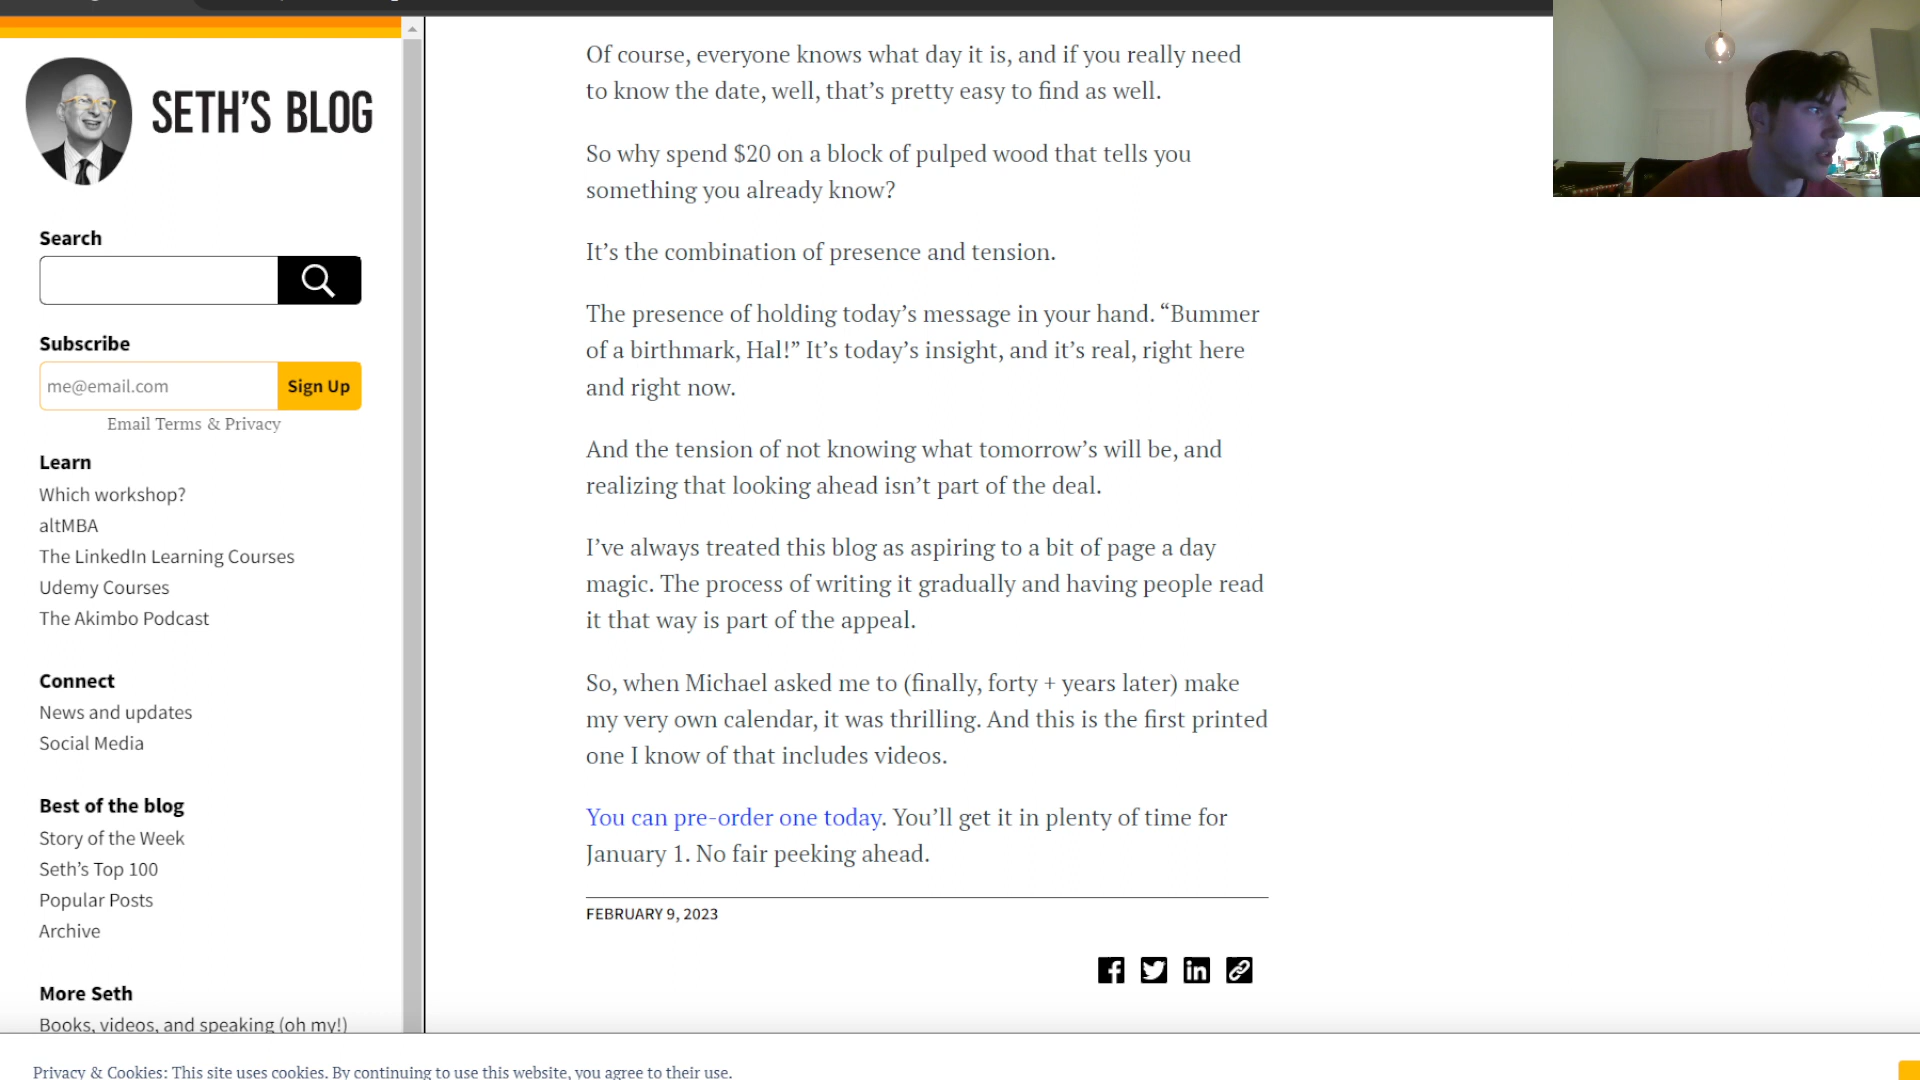 SETH'S BLOG
Search
Subscribe
me@email.com
Sign Up
Email Terms & Privacy
Learn
Which workshop?
altMBA
The LinkedIn Learning Courses
Udemy Courses
The Akimbo Podcast
Connect
News and updates
Social Media
Best of the blog
Story of the Week
Seth's Top 100
Popular Posts
Archive
More Seth
Books, videos, and speaking (oh my!)
Of course, everyone knows what day it is, and if you really need
to know the date, well, that's pretty easy to find as well.
So why spend $20 on a block of pulped wood that tells you
something you already know?
It's the combination of presence and tension.
The presence of holding today's message in your hand. “Bummer
of a birthmark, Hal!” It's today's insight, and it's real, right here
and right now.
And the tension of not knowing what tomorrow's will be, and
realizing that looking ahead isn't part of the deal.
I've always treated this blog as aspiring to a bit of page a day
magic. The process of writing it gradually and having people read
it that way is part of the appeal.
So, when Michael asked me to (finally, forty + years later) make
my very own calendar, it was thrilling. And this is the first printed
one I know of that includes videos.
You can pre-order one today. You'll get it in plenty of time for
January 1. No fair peeking ahead.
FEBRUARY 9, 2023
Privacy & Cookies: This site uses cookies. By continuing to use this website, you agree to their use.